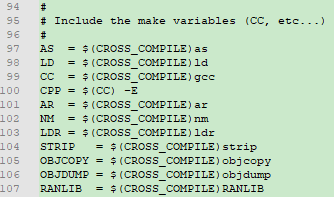 94 #
95 # Include the make variables (CC, etc...)
96 #
97 AS = $(CROSS_COMPILE)as
98 LD = $(CROSS_COMPILE)ld
99 CC = $(CROSS_COMPILE)gcc
100 CPP = $(CC) -E
101 AR = $(CROSS_COMPILE)ar
102 NM = $(CROSS_COMPILE)nm
103 LDR = $(CROSS_COMPILE)ldr
104 STRIP = $(CROSS_COMPILE)strip
105 OBJCOPY = $(CROSS_COMPILE)objcopy
106 OBJDUMP = $(CROSS_COMPILE)objdump
107 RANLIB = $(CROSS_COMPILE)RANLIB